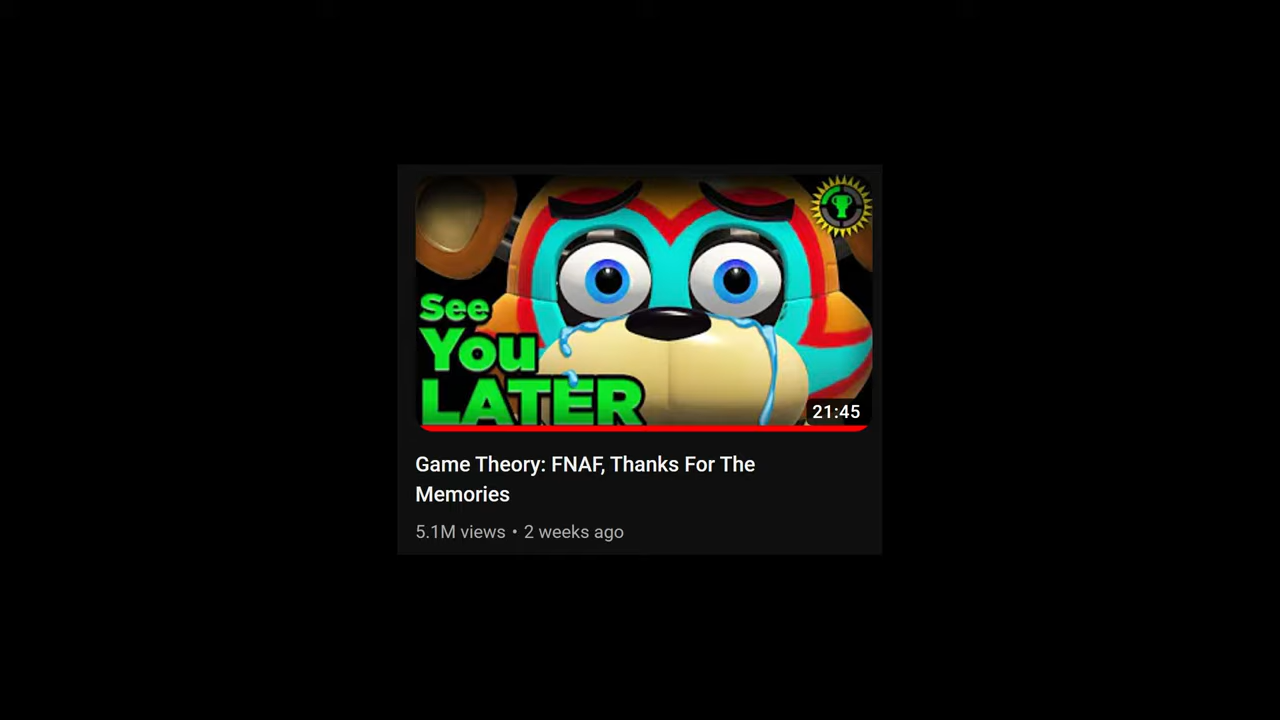 See
You
LATER
21:45
Game Theory: FNAF, Thanks For The
Memories
5.1M views • 2 weeks ago